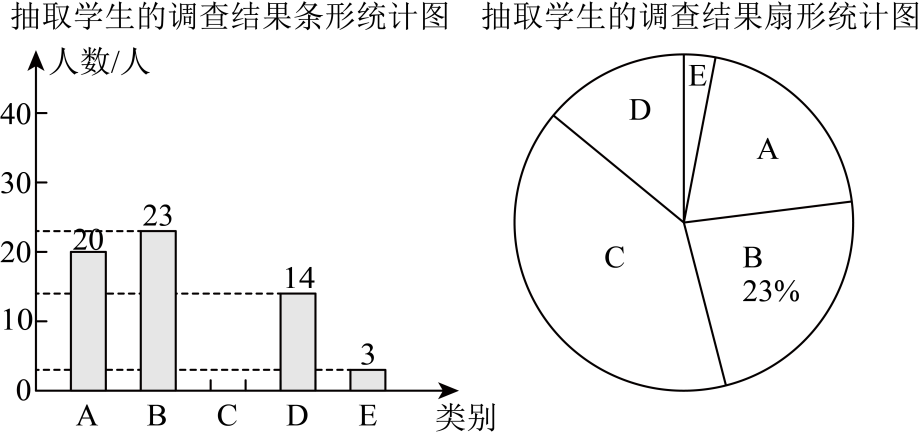 抽取学生的调查结果条形统计图
人数/人
40
30
20
10
0
20
23
14
3
A B C D E 类别
抽取学生的调查结果扇形统计图
E
D
A
C
B
23%